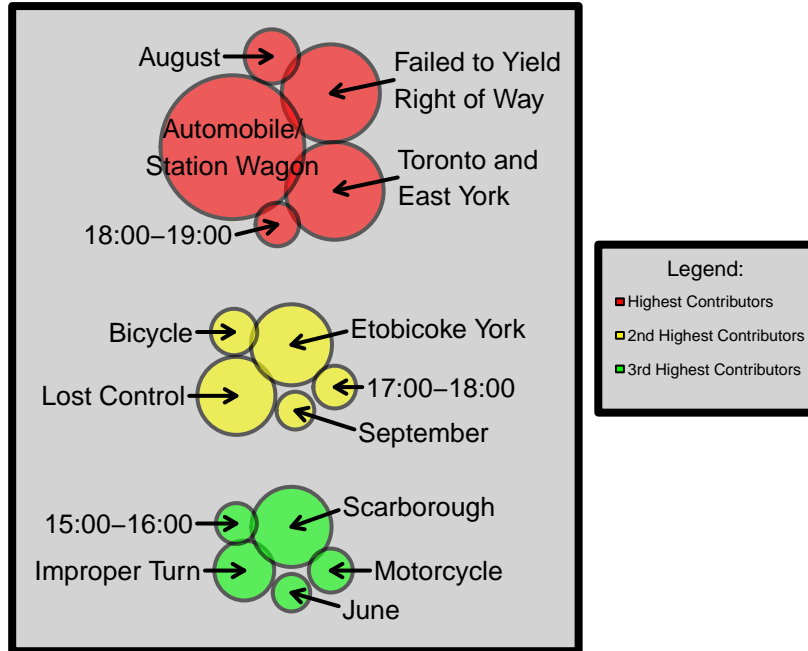 August
Failed to Yield
Right of Way
Automobile/
Station Wagon
Toronto and
East York
18:00−19:00
Bicycle
Etobicoke York
Lost Control
17:00−18:00
September
15:00−16:00
Scarborough
Improper Turn
Motorcycle
June
Legend:
Highest Contributors
2nd Highest Contributors
3rd Highest Contributors